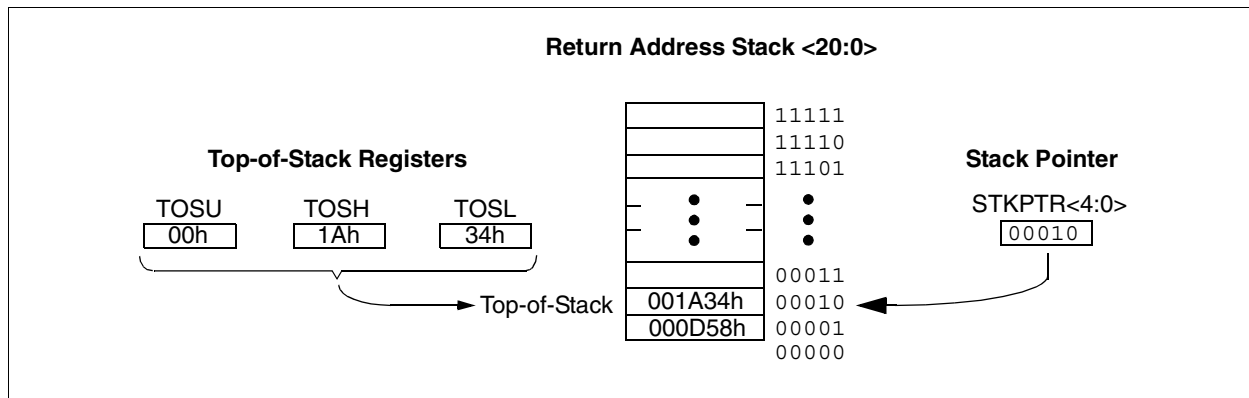 Return Address Stack <20:0>
11111
11110
11101
Top-of-Stack Registers
Stack Pointer
TOSU TOSH TOSL
STKPTR<4:0>
00h 1Ah 34h
00010
00011
Top-of-Stack 001A34h 00010
000D58h 00001
00000